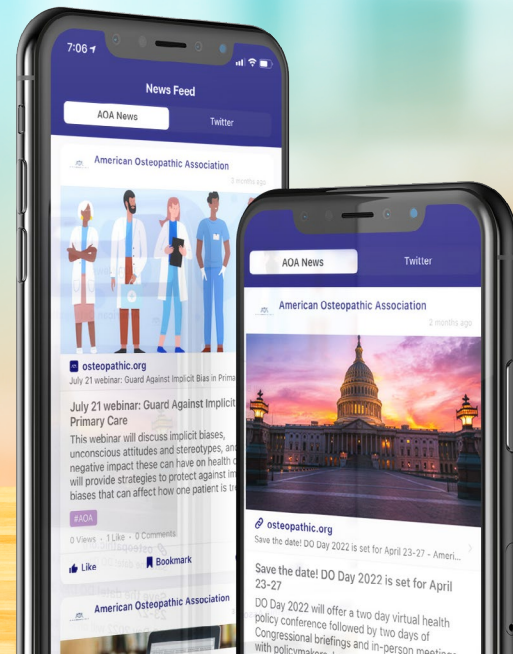 7:06
News Feed
AOA News
Twitter
American Osteopathic Association
2 months ago
osteopathic.org
July 21 webinar: Guard Against Implicit Bias in Prima
July 21 webinar: Guard Against Implicit
Primary Care
This webinar will discuss implicit biases,
unconscious attitudes and stereotypes, and
negative impact these can have on health
will provide strategies to protect against
biases that can affect how one patient is
#AOA
0 Views - 1 Like - 0 Comments
Like
Bookmark
American Osteopathic Association
AOA News
Twitter
American Osteopathic Association
2 months ago
osteopathic.org
Save the date! DO Day 2022 is set for April 23-27 - Ameri...
Save the date! DO Day 2022 is set for April
23-27
DO Day 2022 will offer a two day virtual health
policy conference followed by two days of
Congressional briefings and in-person meetings
with policymakers